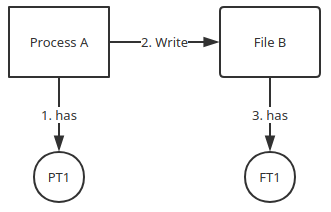 Process A
2. Write
File B
1. has
3. has
PT1
FT1